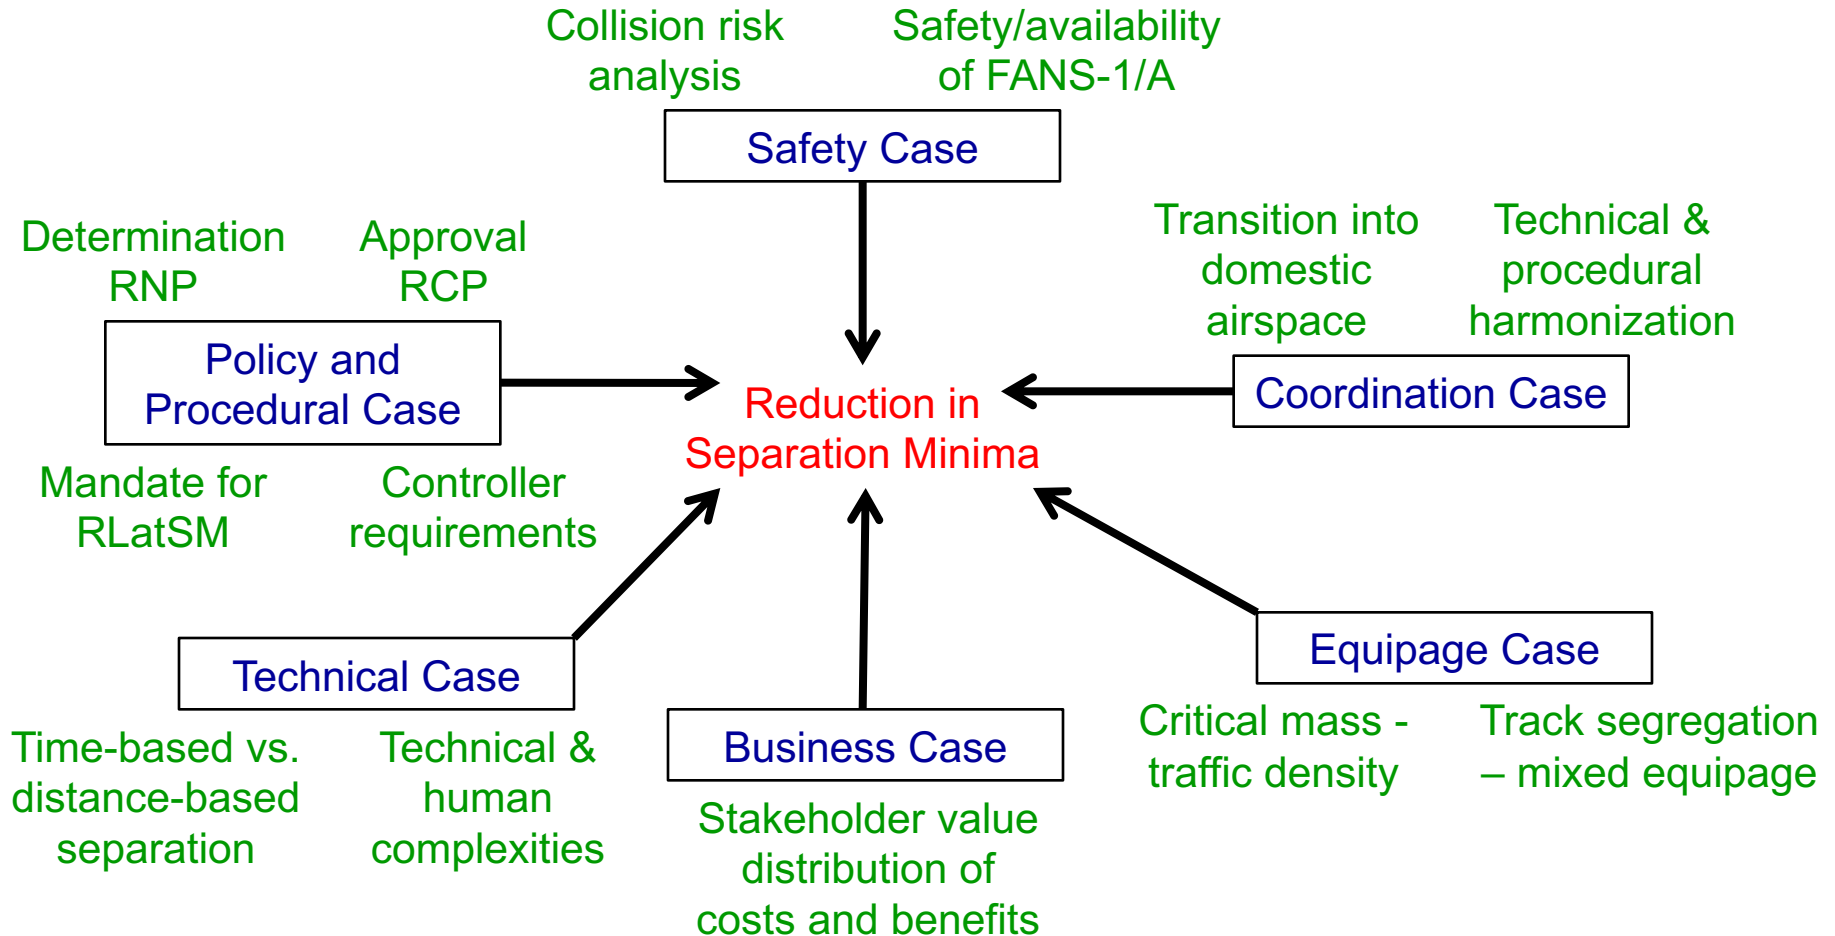 Collision risk
analysis
Safety/availability
of FANS-1/A
Safety Case
Determination
RNP
Approval
RCP
Policy and
Procedural Case
Mandate for
RLatSM
Controller
requirements
Transition into
domestic
airspace
Technical &
procedural
harmonization
Coordination Case
Reduction in
Separation Minima
Technical Case
Time-based vs.
distance-based
separation
Technical &
human
complexities
Business Case
Stakeholder value
distribution of
costs and benefits
Equipage Case
Critical mass -
traffic density
Track segregation
– mixed equipage